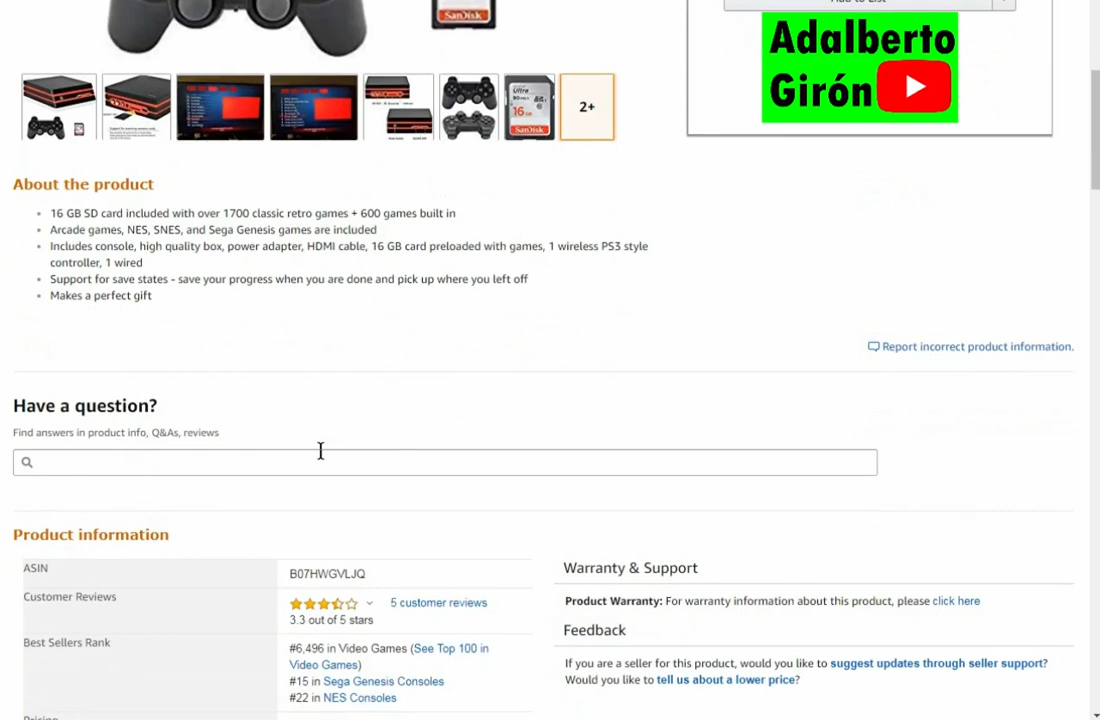 SanDisk
Add to List
Adalberto
Girón
Ultra
16
SanDisk
2+
About the product
16 GB SD card included with over 1700 classic retro games + 600 games built in
Arcade games, NES, SNES, and Sega Genesis games are included
Includes console, high quality box, power adapter, HDMI cable, 16 GB card preloaded with games, 1 wireless PS3 style
controller, 1 wired
Support for save states - save your progress when you are done and pick up where you left off
Makes a perfect gift
Report incorrect product information.
Have a question?
Find answers in product info, Q&As, reviews
Product information
ASIN
B07HWGVLJQ
Customer Reviews
5 customer reviews
3.3 out of 5 stars
Best Sellers Rank
#6,496 in Video Games (See Top 100 in
Video Games)
#15 in Sega Genesis Consoles
#22 in NES Consoles
Pricing
Warranty & Support
Product Warranty: For warranty information about this product, please click here
Feedback
If you are a seller for this product, would you like to suggest updates through seller support?
Would you like to tell us about a lower price?